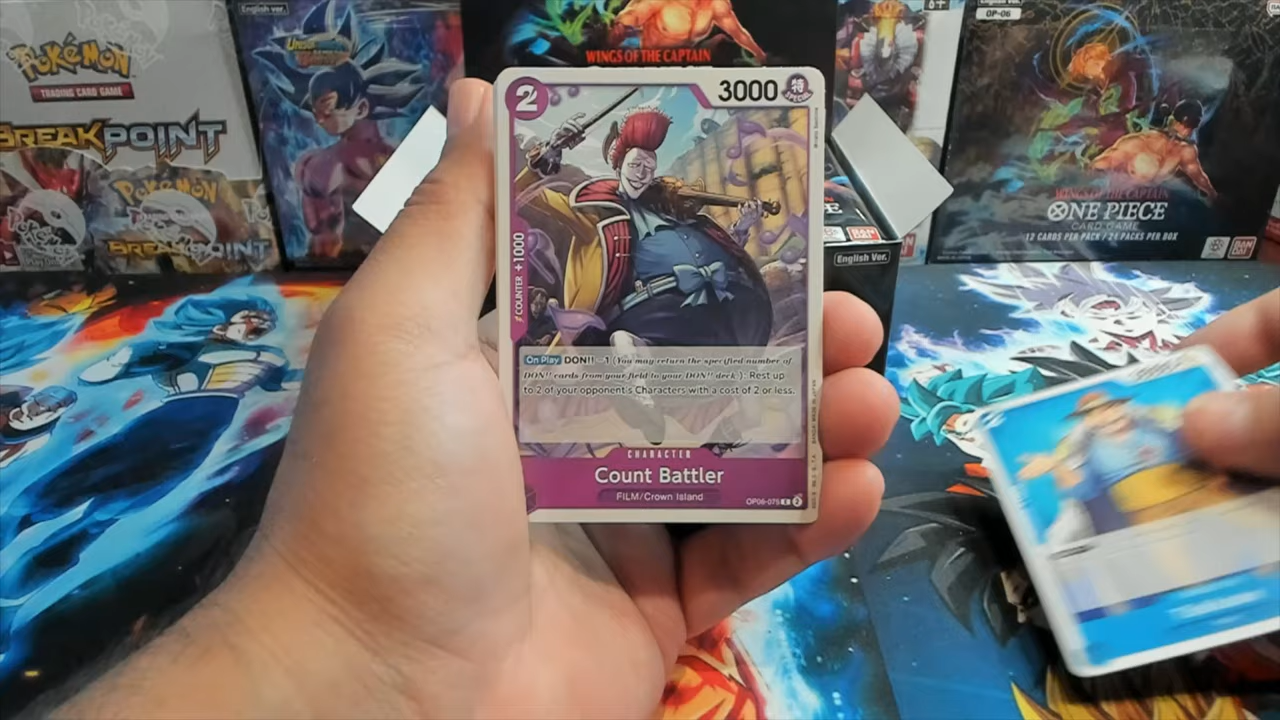 English ver.
Pokémon
TRADING CARD GAME
BREAKPOINT
Pokémon
BREAKPOINT
WINGS OF THE CAPTAIN
2
3000
特
SPECIAL
COUNTER +1000
On Play DON!! −1 (You may return the specified number of
DON!! cards from your field to your DON!! deck.): Rest up
to 2 of your opponent's Characters with a cost of 2 or less.
CHARACTER
Count Battler
FILM/Crown Island
English Ver.
OP-06
WINGS OF THE CAPTAIN
ONE PIECE
CARD GAME
12 CARDS PER PACK / 24 PACKS PER BOX
BANDAI